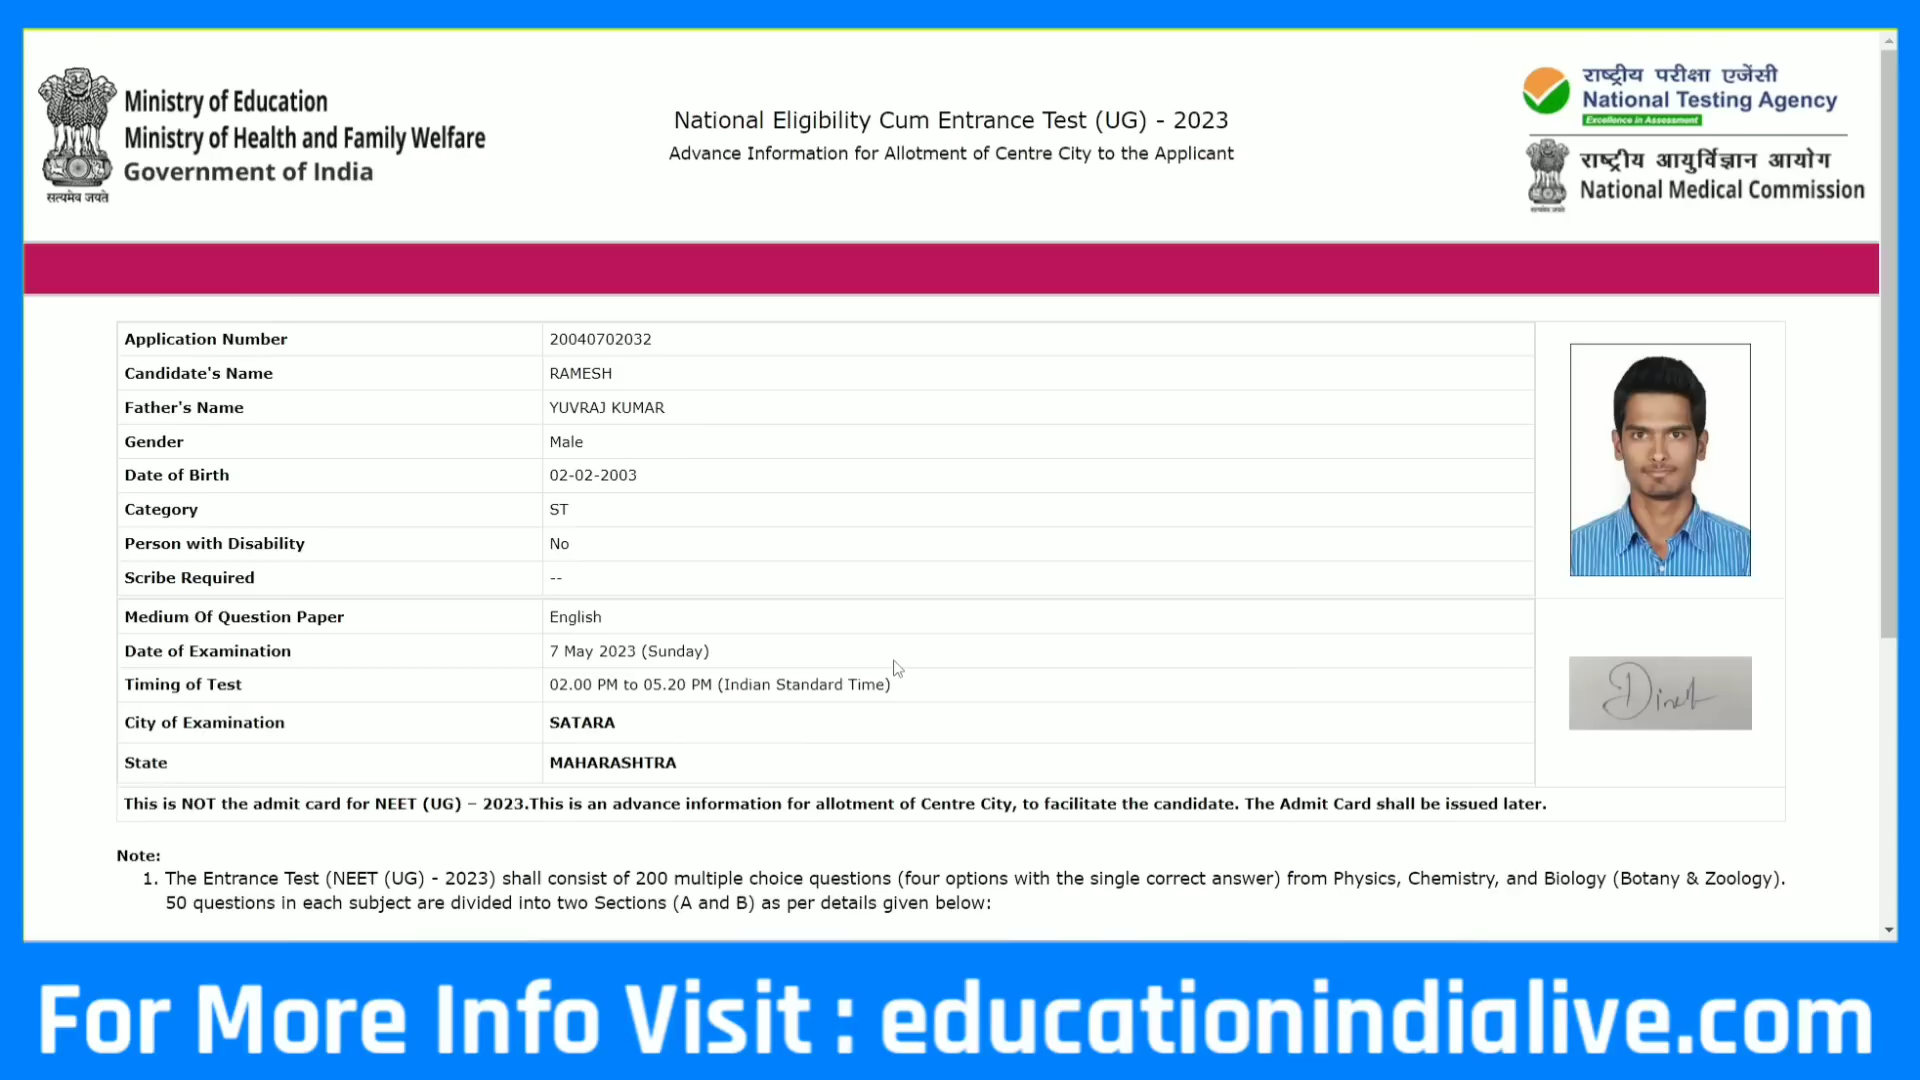 Ministry of Education
Ministry of Health and Family Welfare
Government of India
सत्यमेव जयते
National Eligibility Cum Entrance Test (UG) - 2023
Advance Information for Allotment of Centre City to the Applicant
राष्ट्रीय परीक्षा एजेंसी
National Testing Agency
Excellence in Assessment
राष्ट्रीय आयुर्विज्ञान आयोग
National Medical Commission
Application Number 20040702032
Candidate's Name RAMESH
Father's Name YUVRAJ KUMAR
Gender Male
Date of Birth 02-02-2003
Category ST
Person with Disability No
Scribe Required --
Medium Of Question Paper English
Date of Examination 7 May 2023 (Sunday)
Timing of Test 02.00 PM to 05.20 PM (Indian Standard Time)
City of Examination SATARA
State MAHARASHTRA
This is NOT the admit card for NEET (UG) – 2023.This is an advance information for allotment of Centre City, to facilitate the candidate. The Admit Card shall be issued later.
Note:
1. The Entrance Test (NEET (UG) - 2023) shall consist of 200 multiple choice questions (four options with the single correct answer) from Physics, Chemistry, and Biology (Botany & Zoology).
50 questions in each subject are divided into two Sections (A and B) as per details given below:
For More Info Visit : educationindialive.com